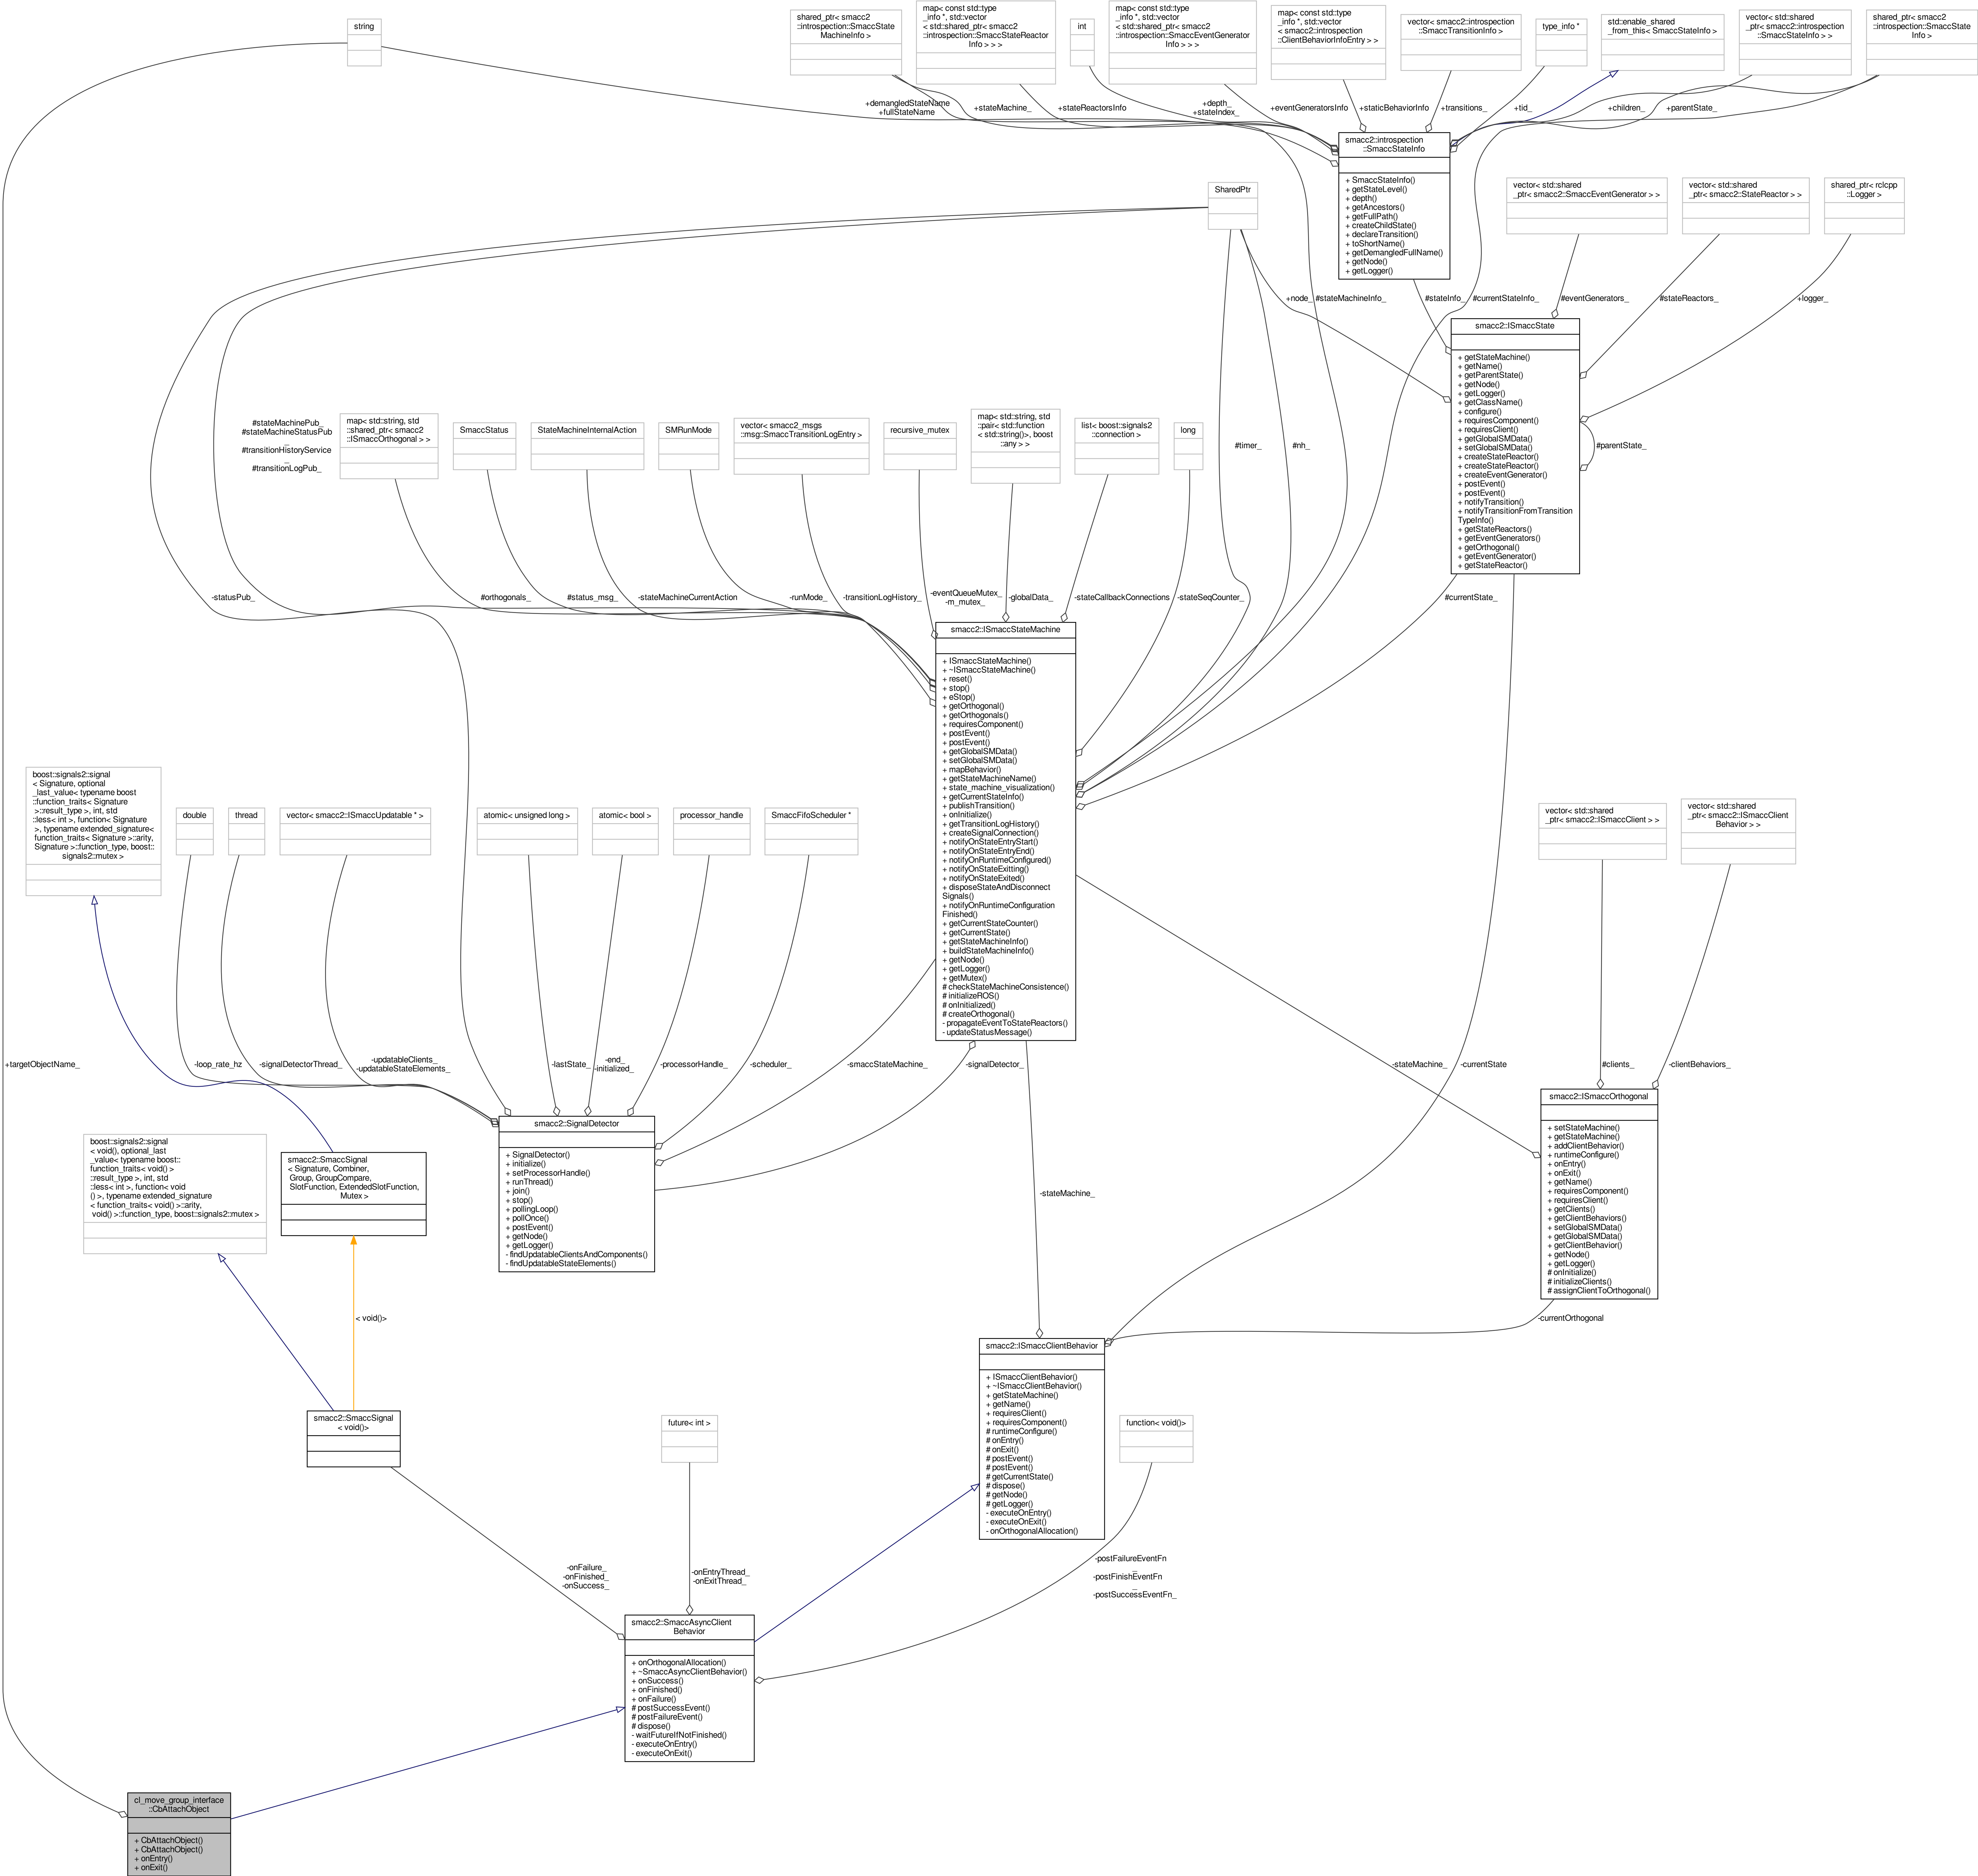 string
shared_ptr< smacc2
::introspection::SmaccState
MachineInfo >
map< const std::type
_info *, std::vector
< std::shared_ptr< smacc2
::introspection::SmaccStateReactor
Info > > >
int
map< const std::type
_info *, std::vector
< std::shared_ptr< smacc2
::introspection::SmaccEventGenerator
Info > > >
map< const std::type
_info *, std::vector
< smacc2::introspection
::ClientBehaviorInfoEntry > >
vector< smacc2::introspection
::SmaccTransitionInfo >
type_info *
std::enable_shared
_from_this< SmaccStateInfo >
vector< std::shared
_ptr< smacc2::introspection
::SmaccStateInfo > >
shared_ptr< smacc2
::introspection::SmaccState
Info >
+demangledStateName
+fullStateName
+stateMachine_
+stateReactorsInfo
+depth_
+stateIndex_
+eventGeneratorsInfo
+staticBehaviorInfo
+transitions_
+tid_
+children_
+parentState_
smacc2::introspection
::SmaccStateInfo
+ SmaccStateInfo()
+ getStateLevel()
+ depth()
+ getAncestors()
+ getFullPath()
+ createChildState()
+ declareTransition()
+ toShortName()
+ getDemangledFullName()
+ getNode()
+ getLogger()
SharedPtr
vector< std::shared
_ptr< smacc2::SmaccEventGenerator > >
vector< std::shared
_ptr< smacc2::StateReactor > >
shared_ptr< rclcpp
::Logger >
+node_
#stateMachineInfo_
#stateInfo_
#currentStateInfo_
#eventGenerators_
#stateReactors_
+logger_
smacc2::ISmaccState
+ getStateMachine()
+ getName()
+ getParentState()
+ getNode()
+ getLogger()
+ getClassName()
+ configure()
+ requiresComponent()
+ requiresClient()
+ getGlobalSMData()
+ setGlobalSMData()
+ createStateReactor()
+ createStateReactor()
+ createEventGenerator()
+ postEvent()
+ postEvent()
+ notifyTransition()
+ notifyTransitionFromTransition
TypeInfo()
+ getStateReactors()
+ getEventGenerators()
+ getOrthogonal()
+ getEventGenerator()
+ getStateReactor()
#parentState_
#stateMachinePub_
#stateMachineStatusPub
_
#transitionHistoryService
_
#transitionLogPub_
map< std::string, std
::shared_ptr< smacc2
::ISmaccOrthogonal > >
SmaccStatus
StateMachineInternalAction
SMRunMode
vector< smacc2_msgs
::msg::SmaccTransitionLogEntry >
recursive_mutex
map< std::string, std
::pair< std::function
< std::string()>, boost
::any > >
list< boost::signals2
::connection >
long
#timer_
#nh_
-statusPub_
#orthogonals_
#status_msg_
-stateMachineCurrentAction
-runMode_
-transitionLogHistory_
-eventQueueMutex_
-m_mutex_
-globalData_
-stateCallbackConnections
-stateSeqCounter_
#currentState_
smacc2::ISmaccStateMachine
+ ISmaccStateMachine()
+ ~ISmaccStateMachine()
+ reset()
+ stop()
+ eStop()
+ getOrthogonal()
+ getOrthogonals()
+ requiresComponent()
+ postEvent()
+ postEvent()
+ getGlobalSMData()
+ setGlobalSMData()
+ mapBehavior()
+ getStateMachineName()
+ state_machine_visualization()
+ getCurrentStateInfo()
+ publishTransition()
+ onInitialize()
+ getTransitionLogHistory()
+ createSignalConnection()
+ notifyOnStateEntryStart()
+ notifyOnStateEntryEnd()
+ notifyOnRuntimeConfigured()
+ notifyOnStateExitting()
+ notifyOnStateExited()
+ disposeStateAndDisconnect
Signals()
+ notifyOnRuntimeConfiguration
Finished()
+ getCurrentStateCounter()
+ getCurrentState()
+ getStateMachineInfo()
+ buildStateMachineInfo()
+ getNode()
+ getLogger()
+ getMutex()
# checkStateMachineConsistence()
# initializeROS()
# onInitialized()
# createOrthogonal()
- propagateEventToStateReactors()
- updateStatusMessage()
boost::signals2::signal
< Signature, optional
_last_value< typename boost
::function_traits< Signature
>::result_type >, int, std
::less< int >, function< Signature
>, typename extended_signature<
function_traits< Signature >::arity,
Signature >::function_type, boost::
signals2::mutex >
double
thread
vector< smacc2::ISmaccUpdatable * >
atomic< unsigned long >
atomic< bool >
processor_handle
SmaccFifoScheduler *
vector< std::shared
_ptr< smacc2::ISmaccClient > >
vector< std::shared
_ptr< smacc2::ISmaccClient
Behavior > >
+targetObjectName_
-loop_rate_hz
-signalDetectorThread_
-updatableClients_
-updatableStateElements_
-lastState_
-end_
-initialized_
-processorHandle_
-scheduler_
-smaccStateMachine_
-signalDetector_
-stateMachine_
-currentState
#clients_
-clientBehaviors_
smacc2::SignalDetector
+ SignalDetector()
+ initialize()
+ setProcessorHandle()
+ runThread()
+ join()
+ stop()
+ pollingLoop()
+ pollOnce()
+ postEvent()
+ getNode()
+ getLogger()
- findUpdatableClientsAndComponents()
- findUpdatableStateElements()
smacc2::ISmaccOrthogonal
+ setStateMachine()
+ getStateMachine()
+ addClientBehavior()
+ runtimeConfigure()
+ onEntry()
+ onExit()
+ getName()
+ requiresComponent()
+ requiresClient()
+ getClients()
+ getClientBehaviors()
+ setGlobalSMData()
+ getGlobalSMData()
+ getClientBehavior()
+ getNode()
+ getLogger()
# onInitialize()
# initializeClients()
# assignClientToOrthogonal()
boost::signals2::signal
< void(), optional_last
_value< typename boost::
function_traits< void() >
::result_type >, int, std
::less< int >, function< void
() >, typename extended_signature
< function_traits< void() >::arity,
void() >::function_type, boost::signals2::mutex >
smacc2::SmaccSignal
< Signature, Combiner,
Group, GroupCompare,
SlotFunction, ExtendedSlotFunction,
Mutex >
-stateMachine_
< void()>
-currentOrthogonal
smacc2::ISmaccClientBehavior
+ ISmaccClientBehavior()
+ ~ISmaccClientBehavior()
+ getStateMachine()
+ getName()
+ requiresClient()
+ requiresComponent()
# runtimeConfigure()
# onEntry()
# onExit()
# postEvent()
# postEvent()
# getCurrentState()
# dispose()
# getNode()
# getLogger()
- executeOnEntry()
- executeOnExit()
- onOrthogonalAllocation()
smacc2::SmaccSignal
< void()>
future< int >
function< void()>
-onFailure_
-onFinished_
-onSuccess_
-onEntryThread_
-onExitThread_
-postFailureEventFn
_
-postFinishEventFn
_
-postSuccessEventFn_
smacc2::SmaccAsyncClient
Behavior
+ onOrthogonalAllocation()
+ ~SmaccAsyncClientBehavior()
+ onSuccess()
+ onFinished()
+ onFailure()
# postSuccessEvent()
# postFailureEvent()
# dispose()
- waitFutureIfNotFinished()
- executeOnEntry()
- executeOnExit()
cl_move_group_interface
::CbAttachObject
+ CbAttachObject()
+ CbAttachObject()
+ onEntry()
+ onExit()